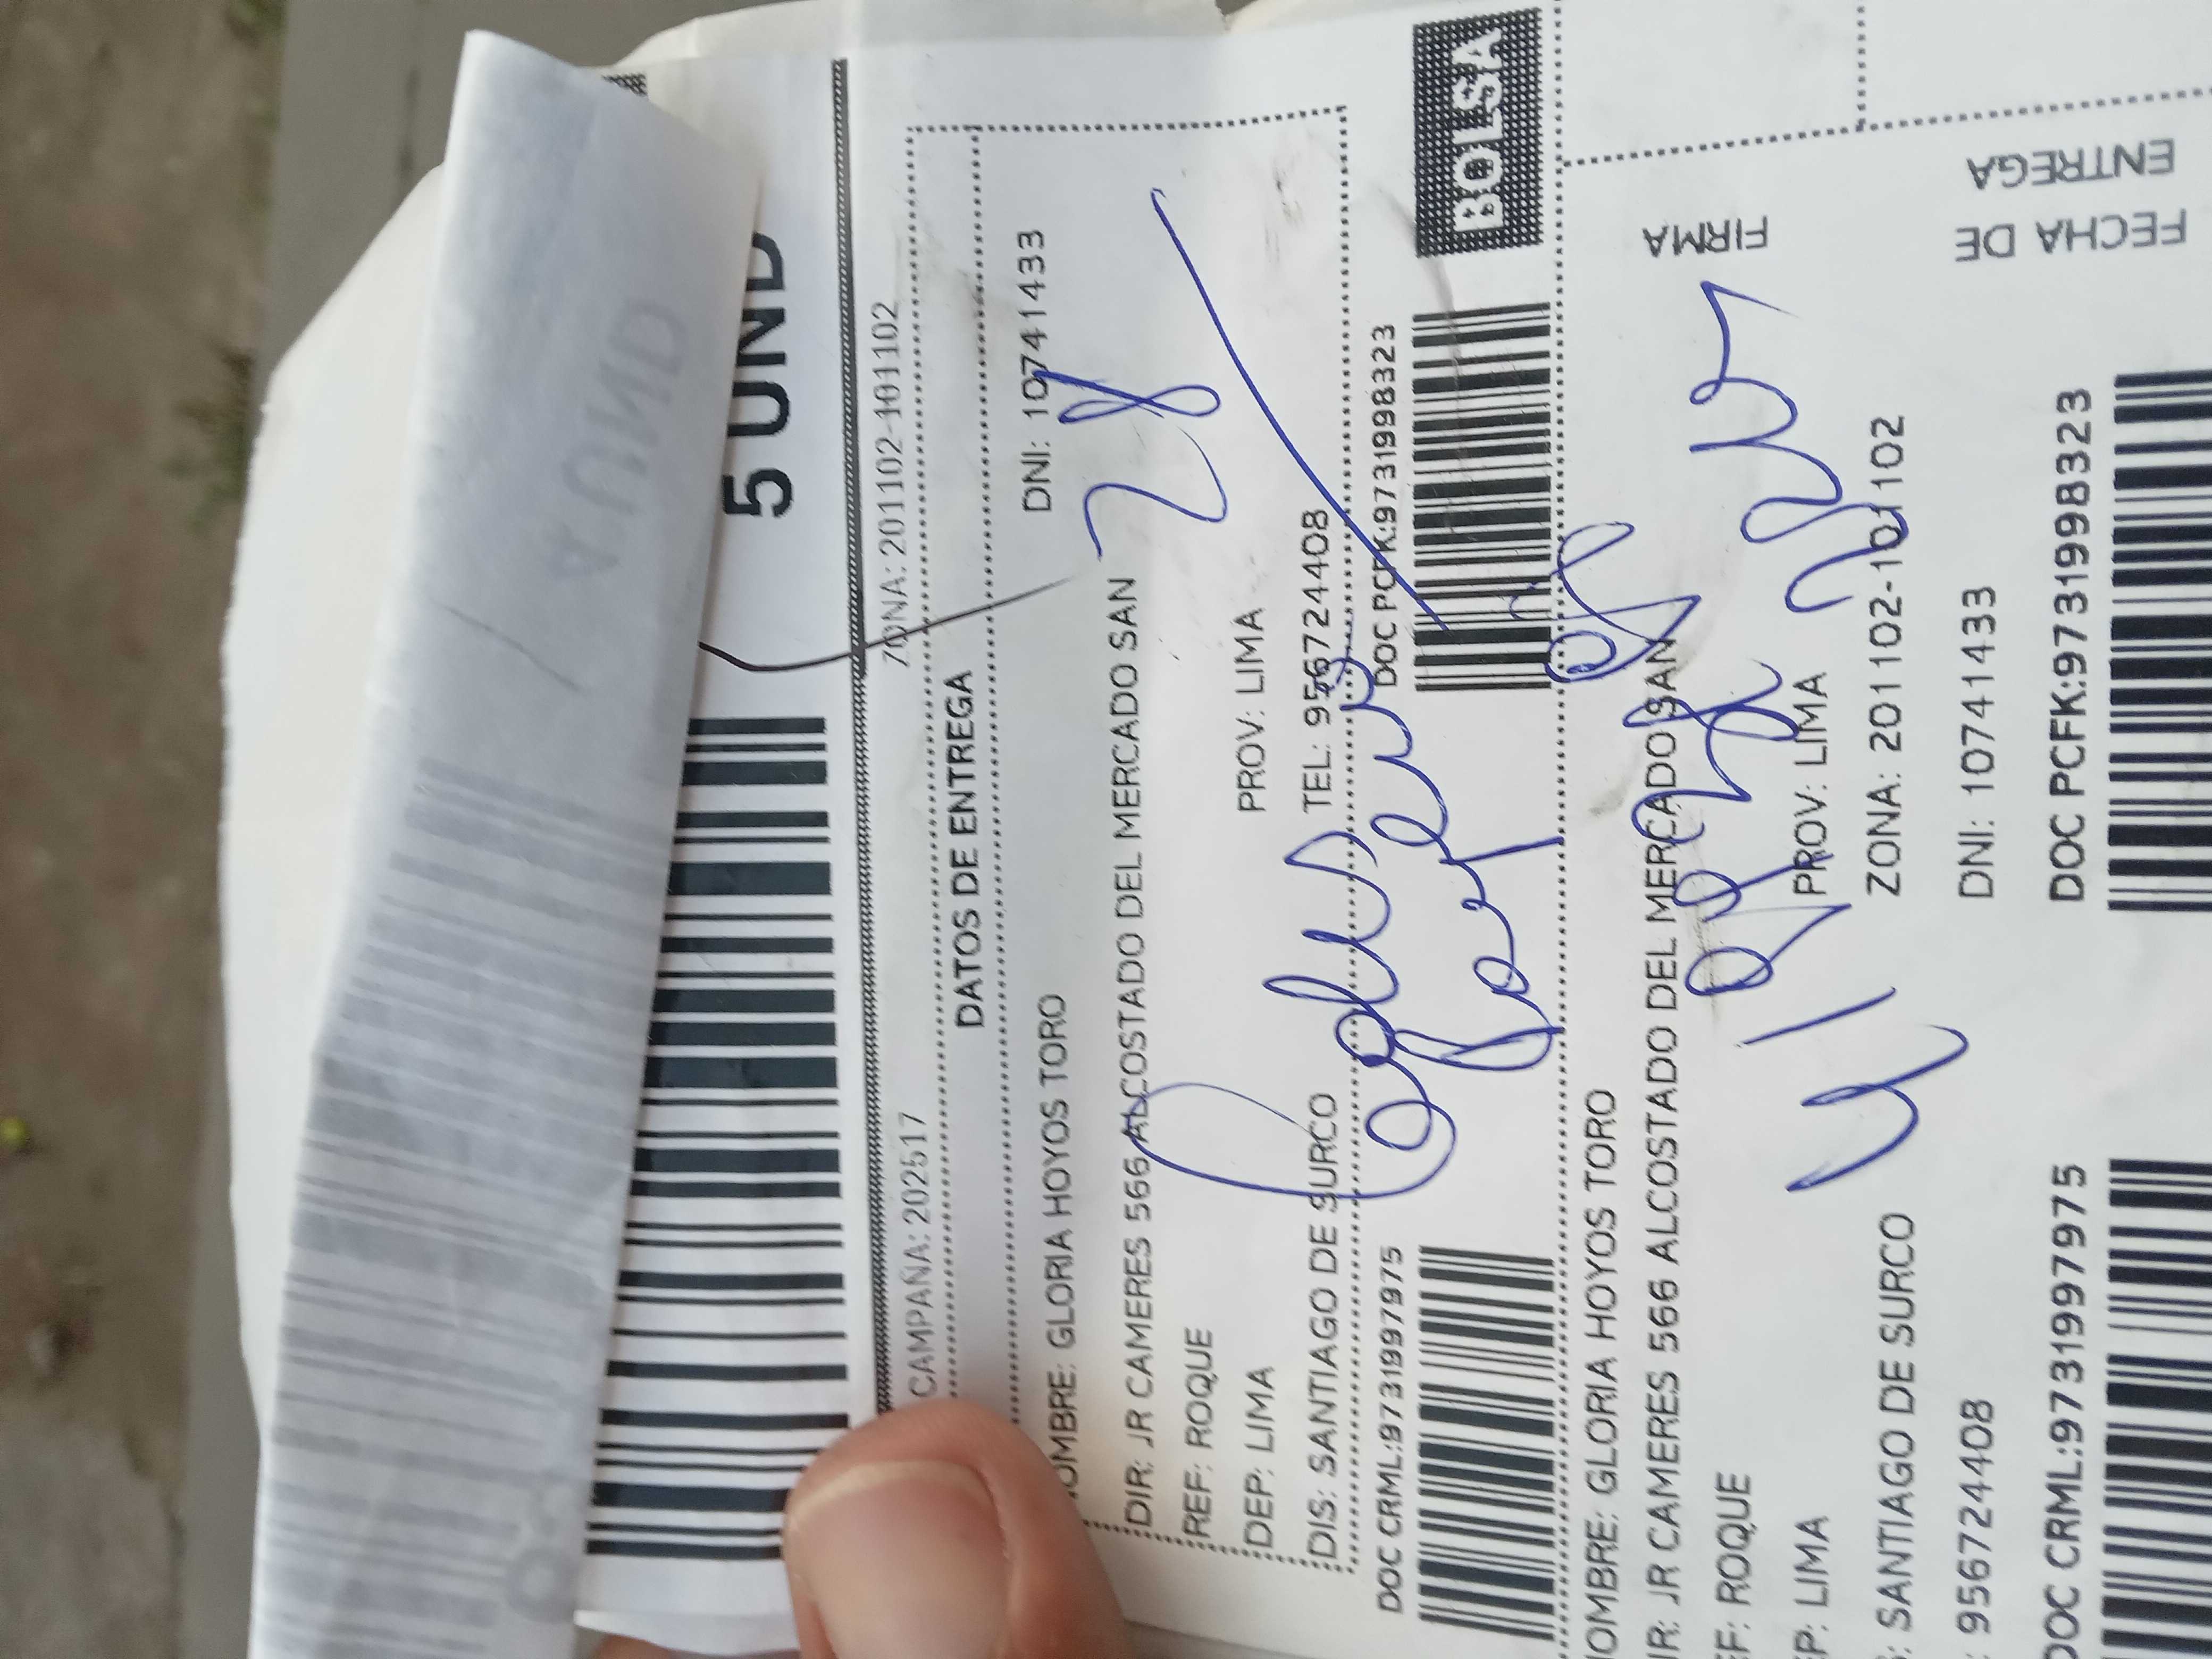 5 UND
CAMPAÑA: 202517 ZONA: 201102-101102
DATOS DE ENTREGA
NOMBRE: GLORIA HOYOS TORO DNI: 10741433
DIR: JR CAMERES 566 ALCOSTADO DEL MERCADO SAN
28
REF: ROQUE
DEP: LIMA PROV: LIMA
DIS: SANTIAGO DE SURCO TEL: 956724408
DOC CRML:9731997975 DOC PCFK:9731998323
BOLSA
NOMBRE: GLORIA HOYOS TORO
DIR: JR CAMERES 566 ALCOSTADO DEL MERCADO SAN
FIRMA
REF: ROQUE
DEP: LIMA PROV: LIMA
DIS: SANTIAGO DE SURCO ZONA: 201102-101102
: 956724408 DNI: 10741433
FECHA DE
ENTREGA
DOC CRML:9731997975 DOC PCFK:9731998323